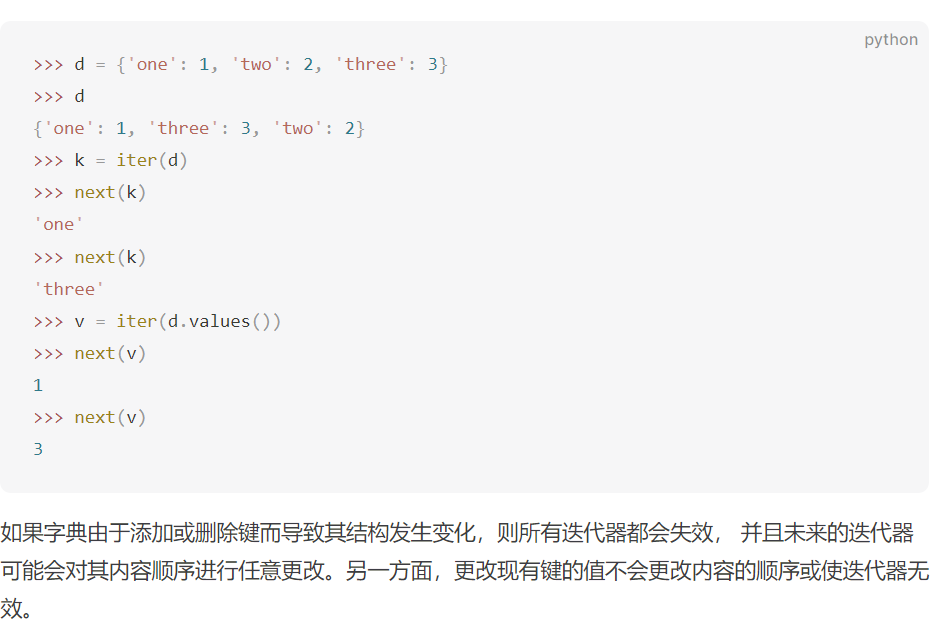 python
>>> d = {'one': 1, 'two': 2, 'three': 3}
>>> d
{'one': 1, 'three': 3, 'two': 2}
>>> k = iter(d)
>>> next(k)
'one'
>>> next(k)
'three'
>>> v = iter(d.values())
>>> next(v)
1
>>> next(v)
3
如果字典由于添加或删除键而导致其结构发生变化，则所有迭代器都会失效， 并且未来的迭代器
可能会对其内容顺序进行任意更改。另一方面，更改现有键的值不会更改内容的顺序或使迭代器无
效。